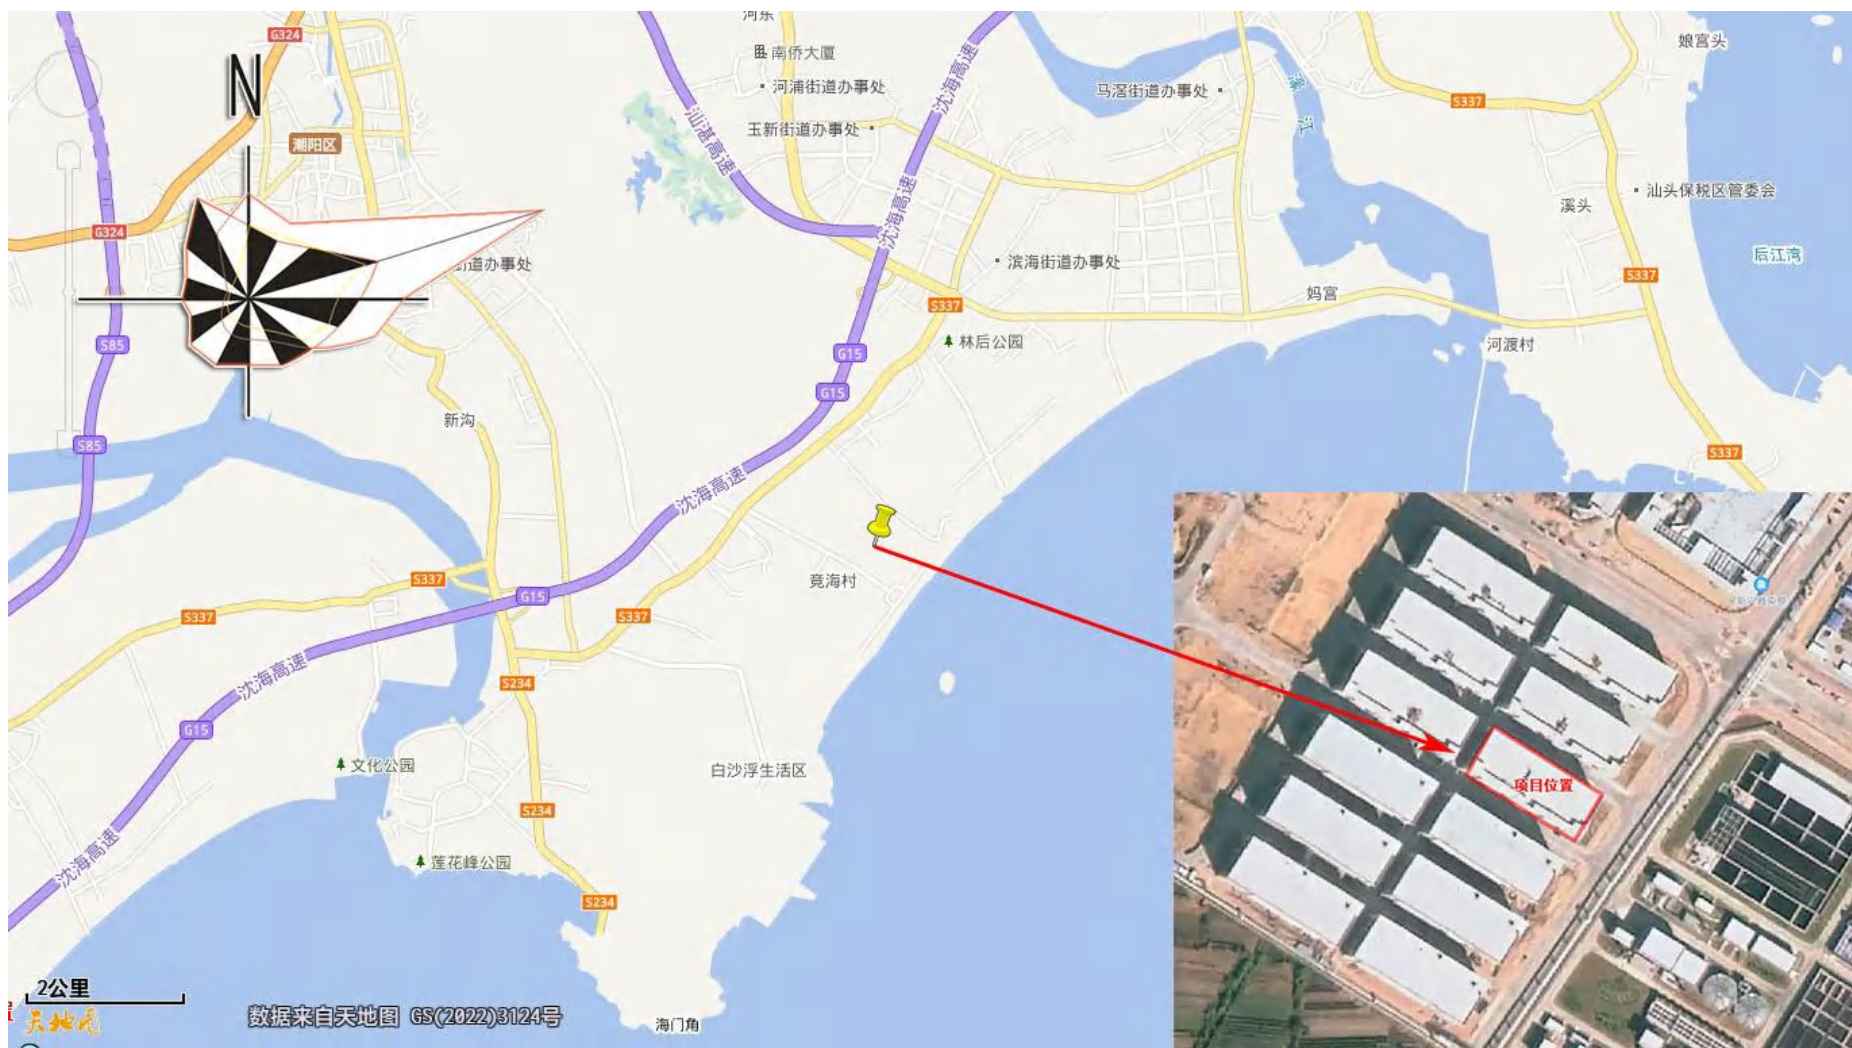 河东
娘宫头
G324
N
南侨大厦
河浦街道办事处
沈海高速
马滘街道办事处
濠江
S337
玉新街道办事处
汕湛高速
潮阳区
汕头保税区管委会
溪头
沈海高速
G324
街道办事处
滨海街道办事处
后江湾
S337
妈宫
S337
S85
G15
林后公园
河渡村
G15
新沟
S85
S337
沈海高速
竞海村
S337
G15
S337
S337
沈海高速
S234
G15
文化公园
白沙浮生活区
项目位置
S234
沈海高速
莲花峰公园
S234
2公里
置
天地图
数据来自天地图 GS(2022)3124号
海门角